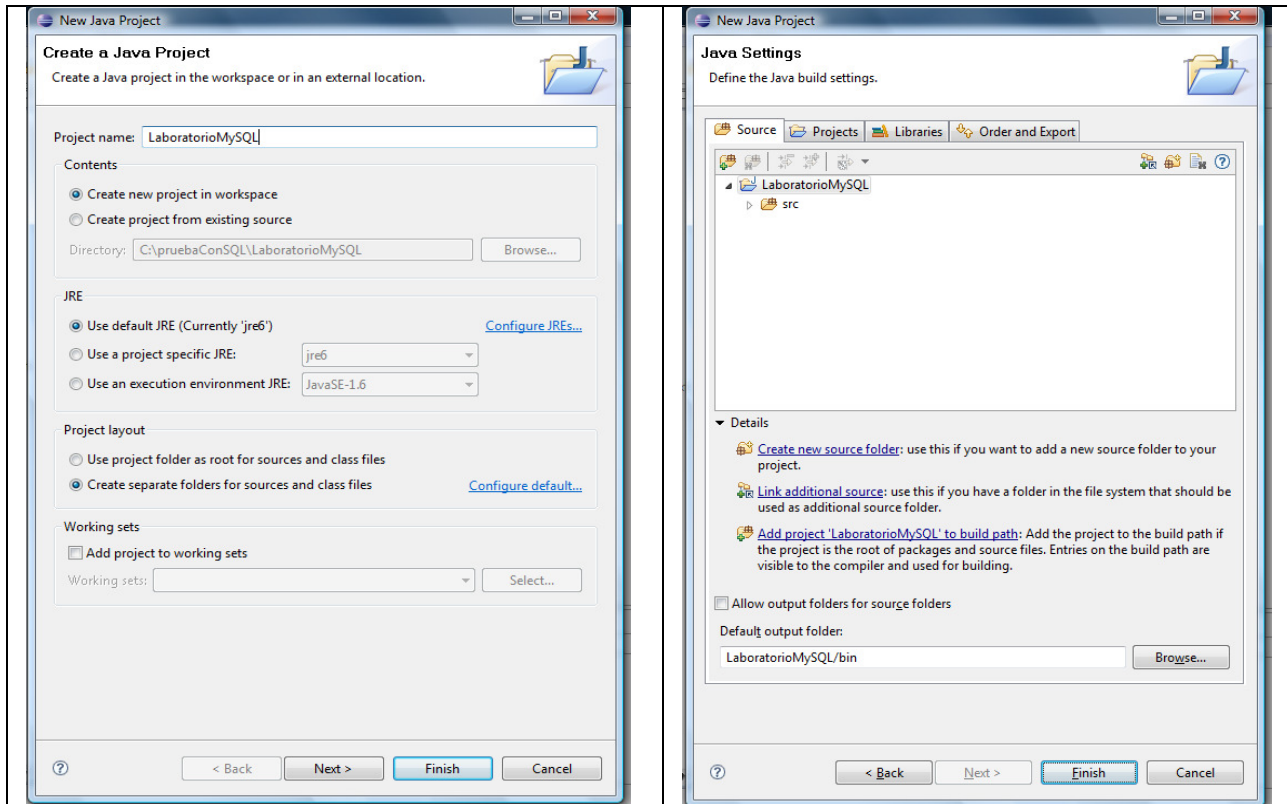 New Java Project
Create a Java Project
Create a Java project in the workspace or in an external location.
Project name: LaboratorioMySQL
Contents
Create new project in workspace
Create project from existing source
Directory: C:\pruebaConSQL\LaboratorioMySQL Browse...
JRE
Use default JRE (Currently 'jre6') Configure JREs...
Use a project specific JRE: jre6
Use an execution environment JRE: JavaSE-1.6
Project layout
Use project folder as root for sources and class files
Create separate folders for sources and class files Configure default...
Working sets
Add project to working sets
Working sets: Select...
? < Back Next > Finish Cancel
New Java Project
Java Settings
Define the Java build settings.
Source Projects Libraries Order and Export
?
LaboratorioMySQL
src
Details
Create new source folder: use this if you want to add a new source folder to your
project.
Link additional source: use this if you have a folder in the file system that should be
used as additional source folder.
Add project 'LaboratorioMySQL' to build path: Add the project to the build path if
the project is the root of packages and source files. Entries on the build path are
visible to the compiler and used for building.
Allow output folders for source folders
Default output folder:
LaboratorioMySQL/bin Browse...
? < Back Next > Finish Cancel